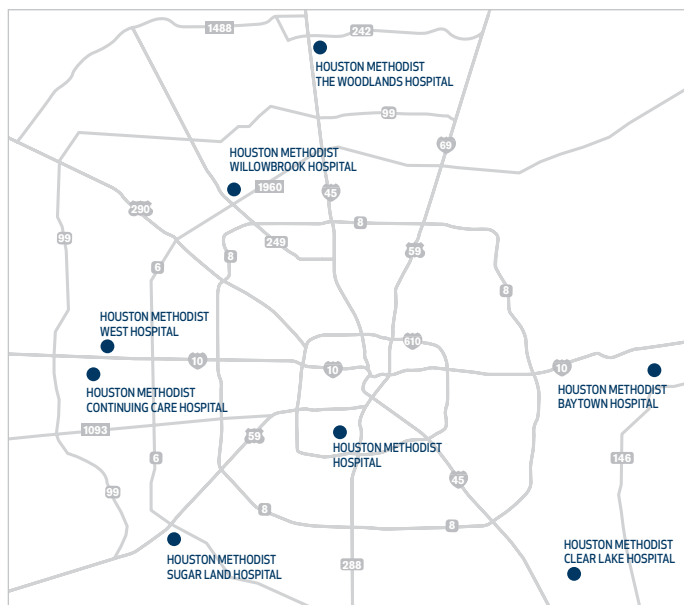 1488
242
HOUSTON METHODIST
THE WOODLANDS HOSPITAL
99
69
HOUSTON METHODIST
WILLOWBROOK HOSPITAL
1960
45
290
8
99
249
8
59
6
8
HOUSTON METHODIST
WEST HOSPITAL
610
10
10
10
HOUSTON METHODIST
CONTINUING CARE HOSPITAL
HOUSTON METHODIST
BAYTOWN HOSPITAL
1093
59
HOUSTON METHODIST
HOSPITAL
6
146
45
99
8
8
HOUSTON METHODIST
SUGAR LAND HOSPITAL
288
HOUSTON METHODIST
CLEAR LAKE HOSPITAL